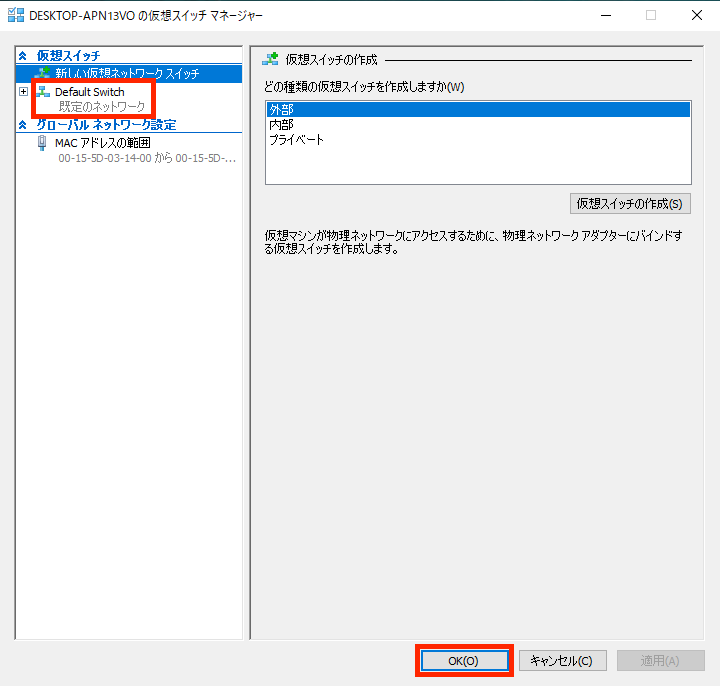 DESKTOP-APN13VO の仮想スイッチ マネージャー
仮想スイッチ
新しい仮想ネットワーク スイッチ
Default Switch
既定のネットワーク
グローバル ネットワーク設定
MAC アドレスの範囲
00-15-5D-03-14-00 から 00-15-5D-...
仮想スイッチの作成
どの種類の仮想スイッチを作成しますか(W)
外部
内部
プライベート
仮想スイッチの作成(S)
仮想マシンが物理ネットワークにアクセスするために、物理ネットワーク アダプターにバインドす
る仮想スイッチを作成します。
OK(O)
キャンセル(C)
適用(A)